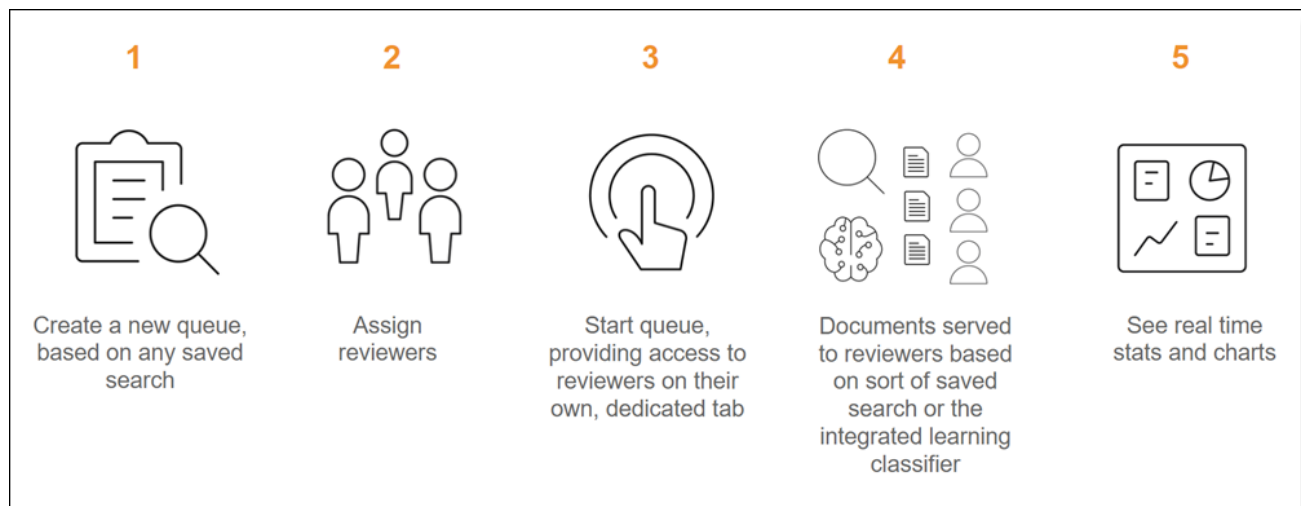 1
Create a new queue,
based on any saved
search
2
Assign
reviewers
3
Start queue,
providing access to
reviewers on their
own, dedicated tab
4
Documents served
to reviewers based
on sort of saved
search or the
integrated learning
classifier
5
See real time
stats and charts